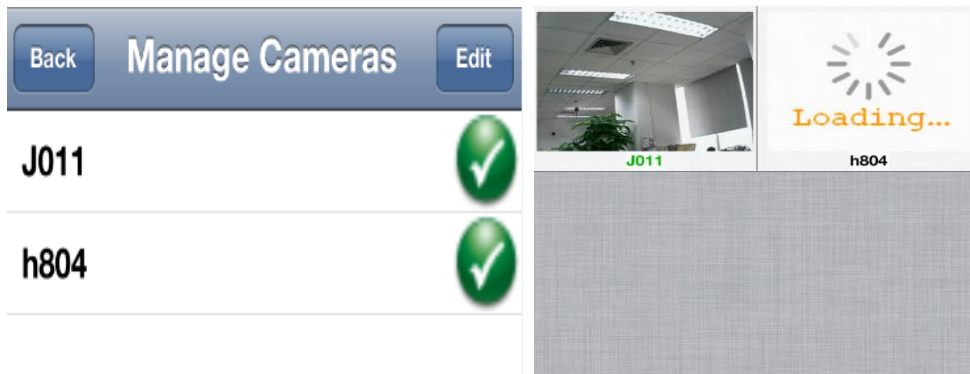 Back Manage Cameras Edit
J011
h804
Loading...
J011 h804